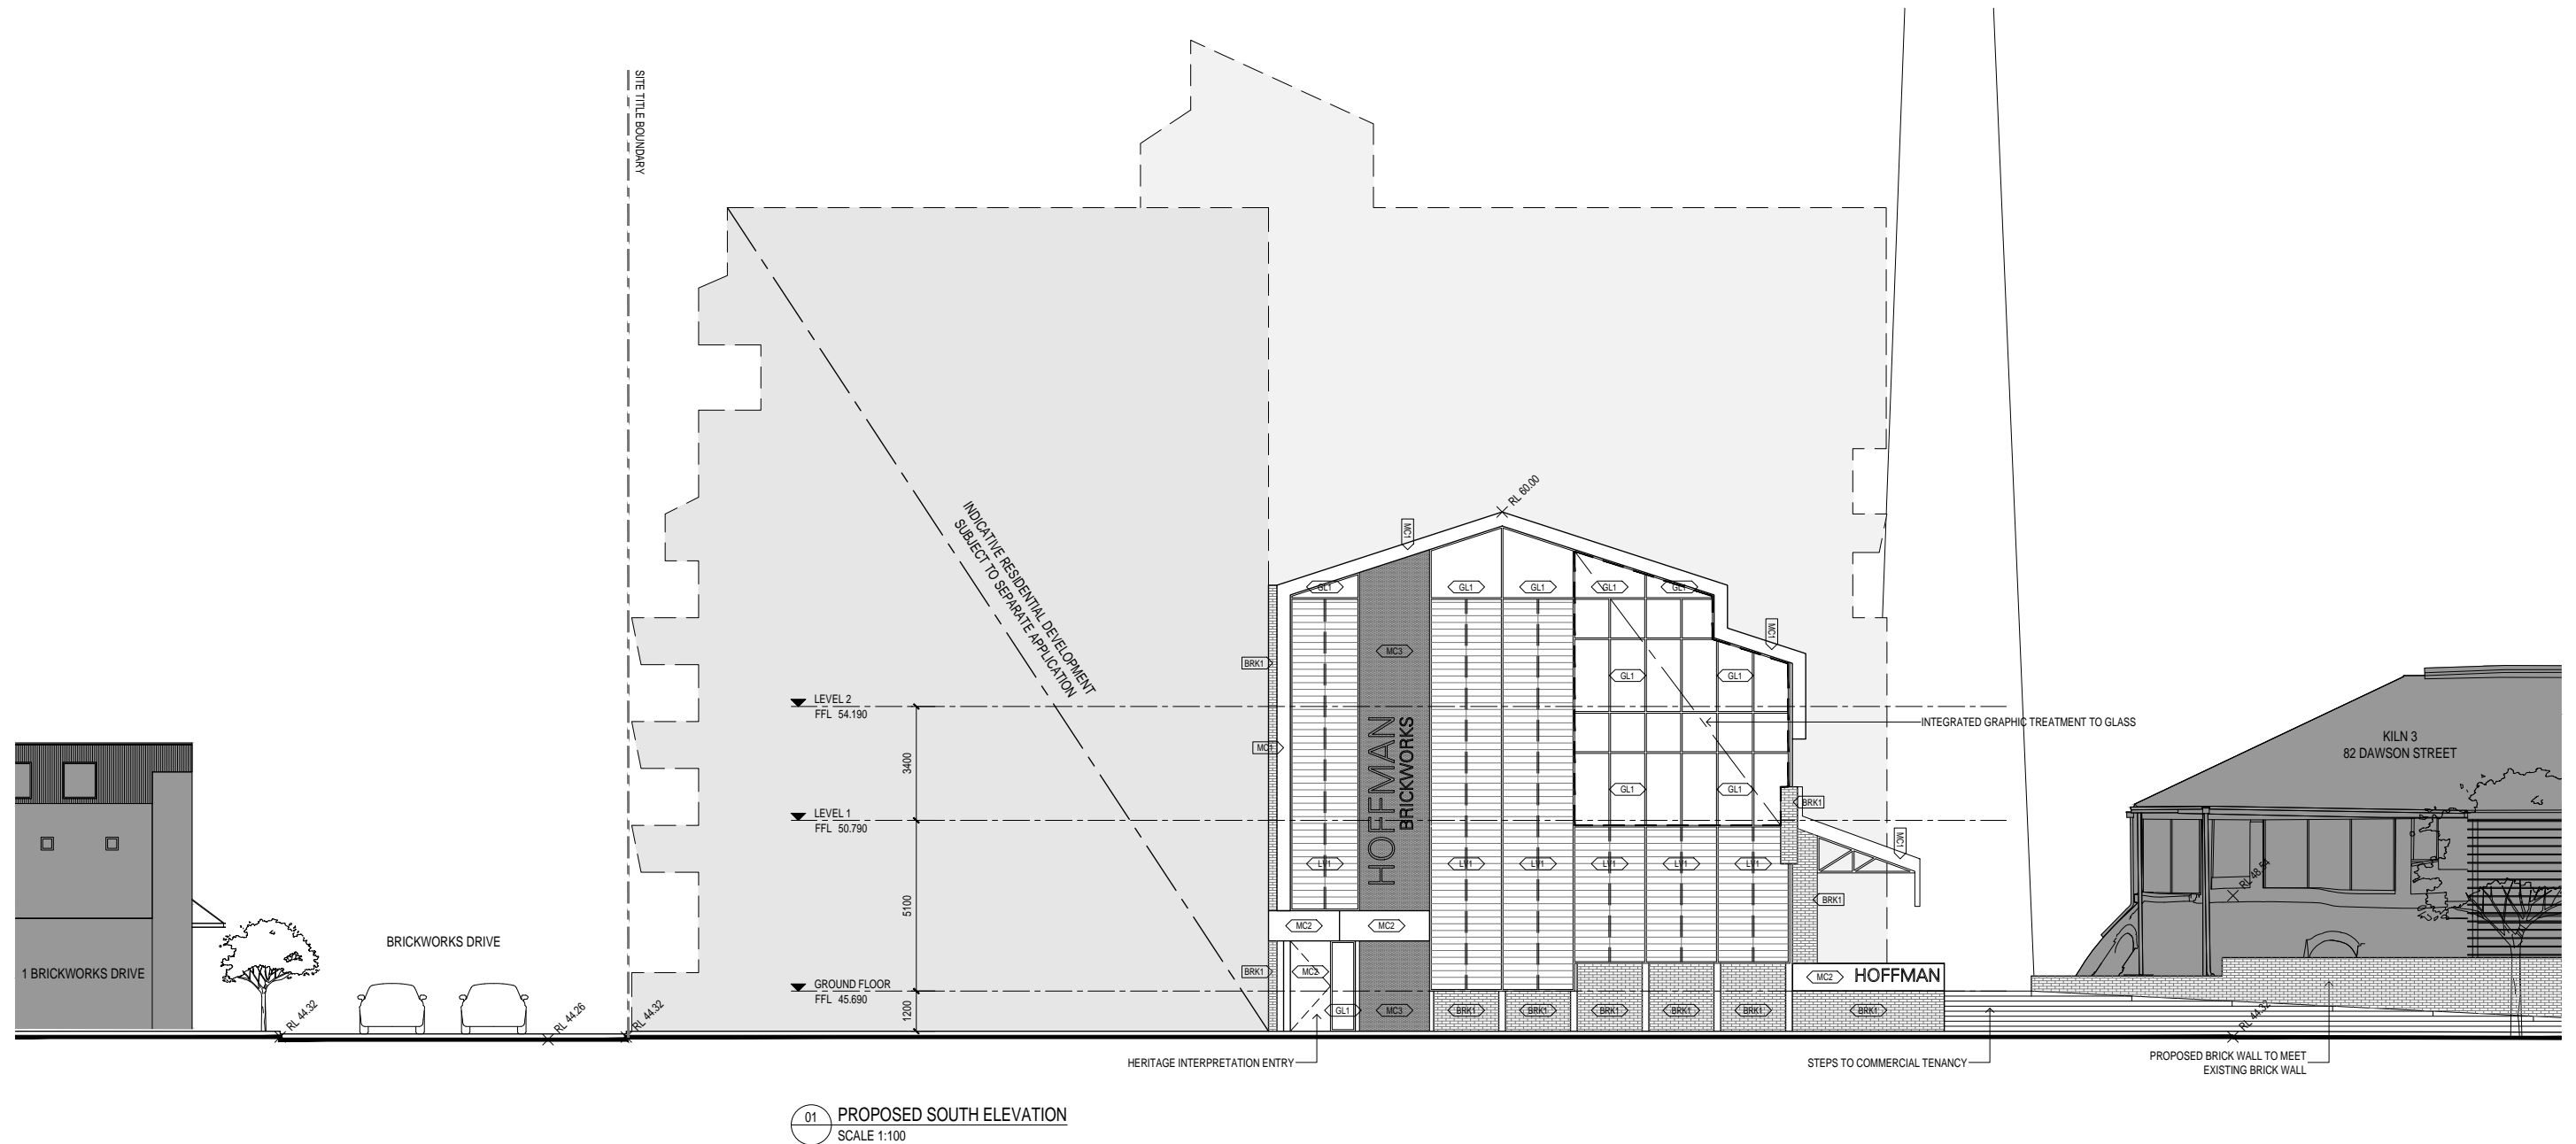 SITE TITLE BOUNDARY
RL 60.00
INDICATIVE RESIDENTIAL DEVELOPMENT
SUBJECT TO SEPARATE APPLICATION
MC1
GL1
GL1
GL1
GL1
GL1
MC1
BRK1
MC3
GL1
GL1
LEVEL 2
FFL 54.190
INTEGRATED GRAPHIC TREATMENT TO GLASS
HOFFMAN
BRICKWORKS
MC1
KILN 3
82 DAWSON STREET
3400
GL1
GL1
BRK1
LEVEL 1
FFL 50.790
MC1
LV1
LV1
LV1
LV1
LV1
LV1
RL 48.54
5100
BRK1
MC2
MC2
BRICKWORKS DRIVE
1 BRICKWORKS DRIVE
BRK1
MC2
MC2
HOFFMAN
GROUND FLOOR
FFL 45.690
1200
GL1
MC3
BRK1
BRK1
BRK1
BRK1
BRK1
BRK1
RL 44.32
RL 44.26
RL 44.32
RL 44.32
HERITAGE INTERPRETATION ENTRY
STEPS TO COMMERCIAL TENANCY
PROPOSED BRICK WALL TO MEET
EXISTING BRICK WALL
01
PROPOSED SOUTH ELEVATION
SCALE 1:100